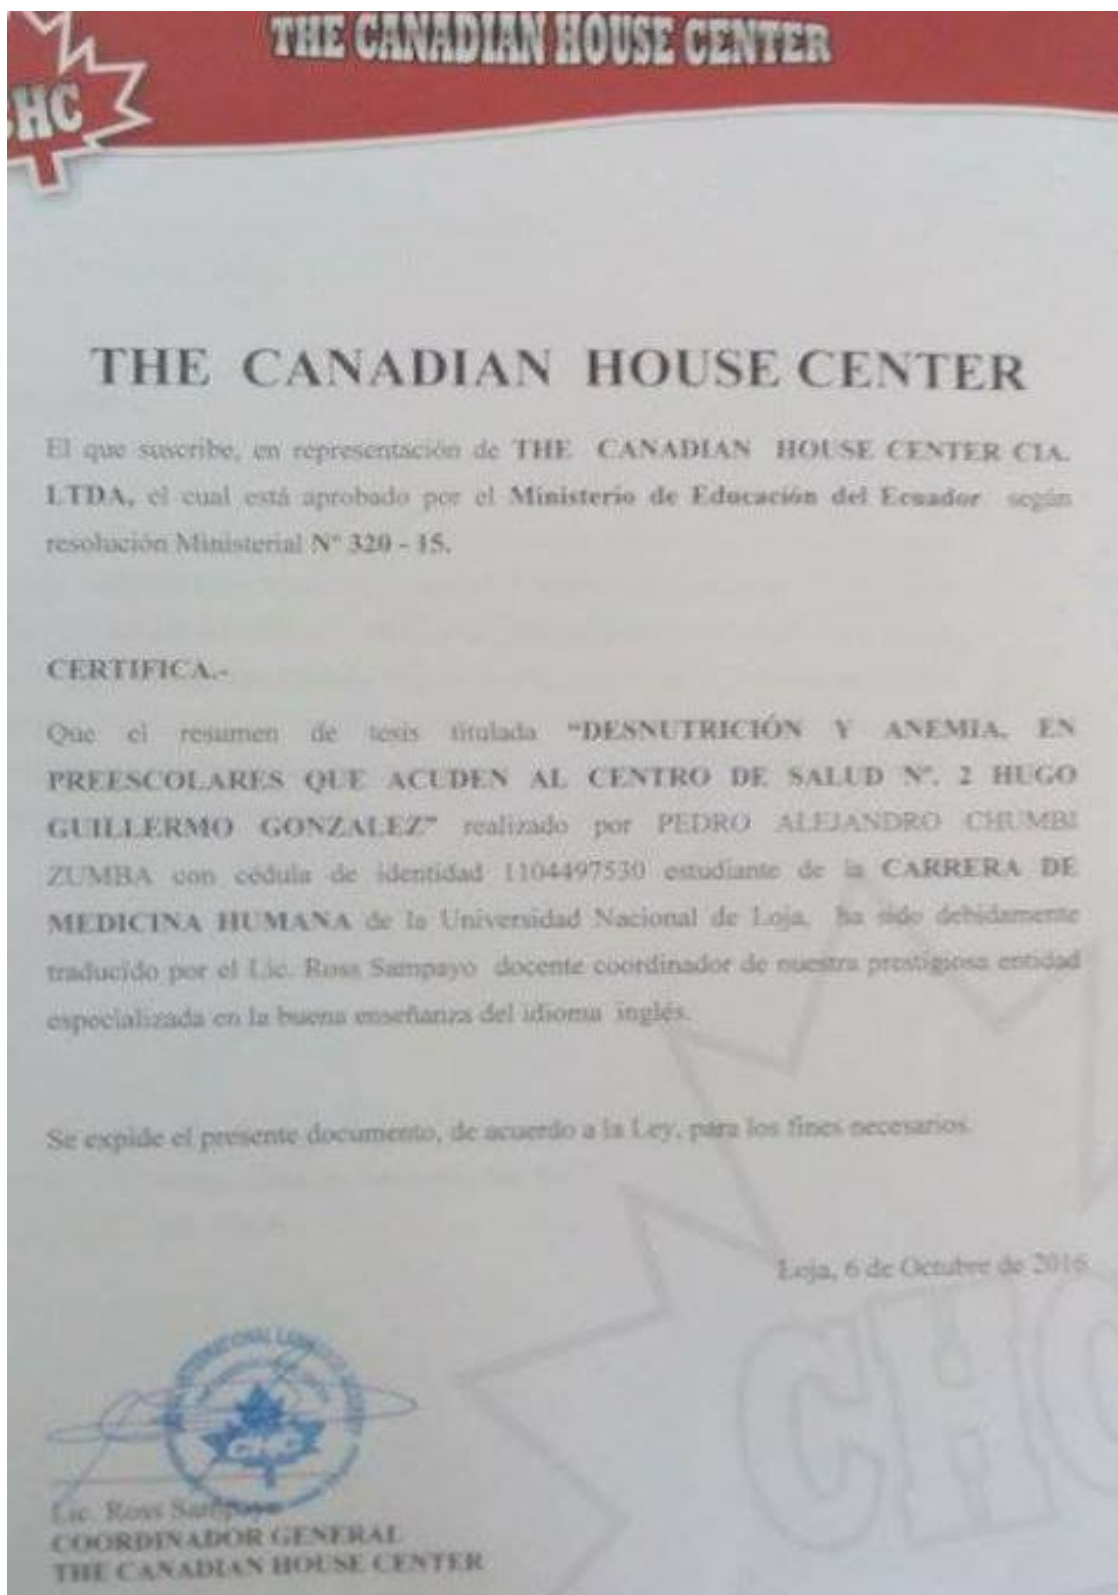 THE CANADIAN HOUSE CENTER
CHC
THE CANADIAN HOUSE CENTER
El que suscribe, en representación de THE CANADIAN HOUSE CENTER CIA.
LTDA, el cual está aprobado por el Ministerio de Educación del Ecuador según
resolución Ministerial N° 320 - 15.
CERTIFICA.-
Que el resumen de tesis titulada “DESNUTRICIÓN Y ANEMIA, EN
PREESCOLARES QUE ACUDEN AL CENTRO DE SALUD N°. 2 HUGO
GUILLERMO GONZALEZ” realizado por PEDRO ALEJANDRO CHUMBI
ZUMBA con cédula de identidad 1104497530 estudiante de la CARRERA DE
MEDICINA HUMANA de la Universidad Nacional de Loja, ha sido debidamente
traducido por el Lic. Ross Sampayo docente coordinador de nuestra prestigiosa entidad
especializada en la buena enseñanza del idioma inglés.
Se expide el presente documento, de acuerdo a la Ley, para los fines necesarios.
Loja, 6 de Octubre de 2016
CHC
CHC
Lic. Ross Sampayo
COORDINADOR GENERAL
THE CANADIAN HOUSE CENTER